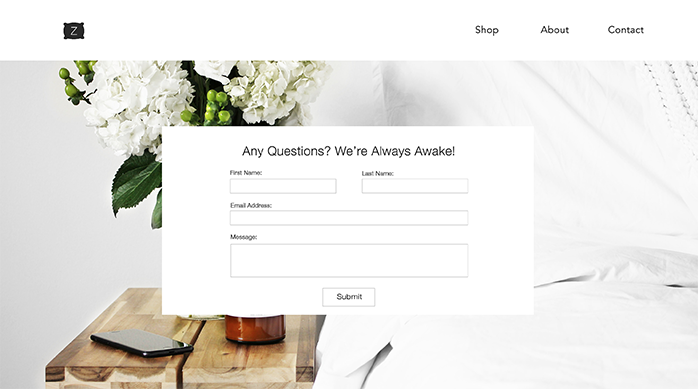 Z
Shop
About
Contact
Any Questions? We're Always Awake!
First Name:
Last Name:
Email Address:
Message:
Submit